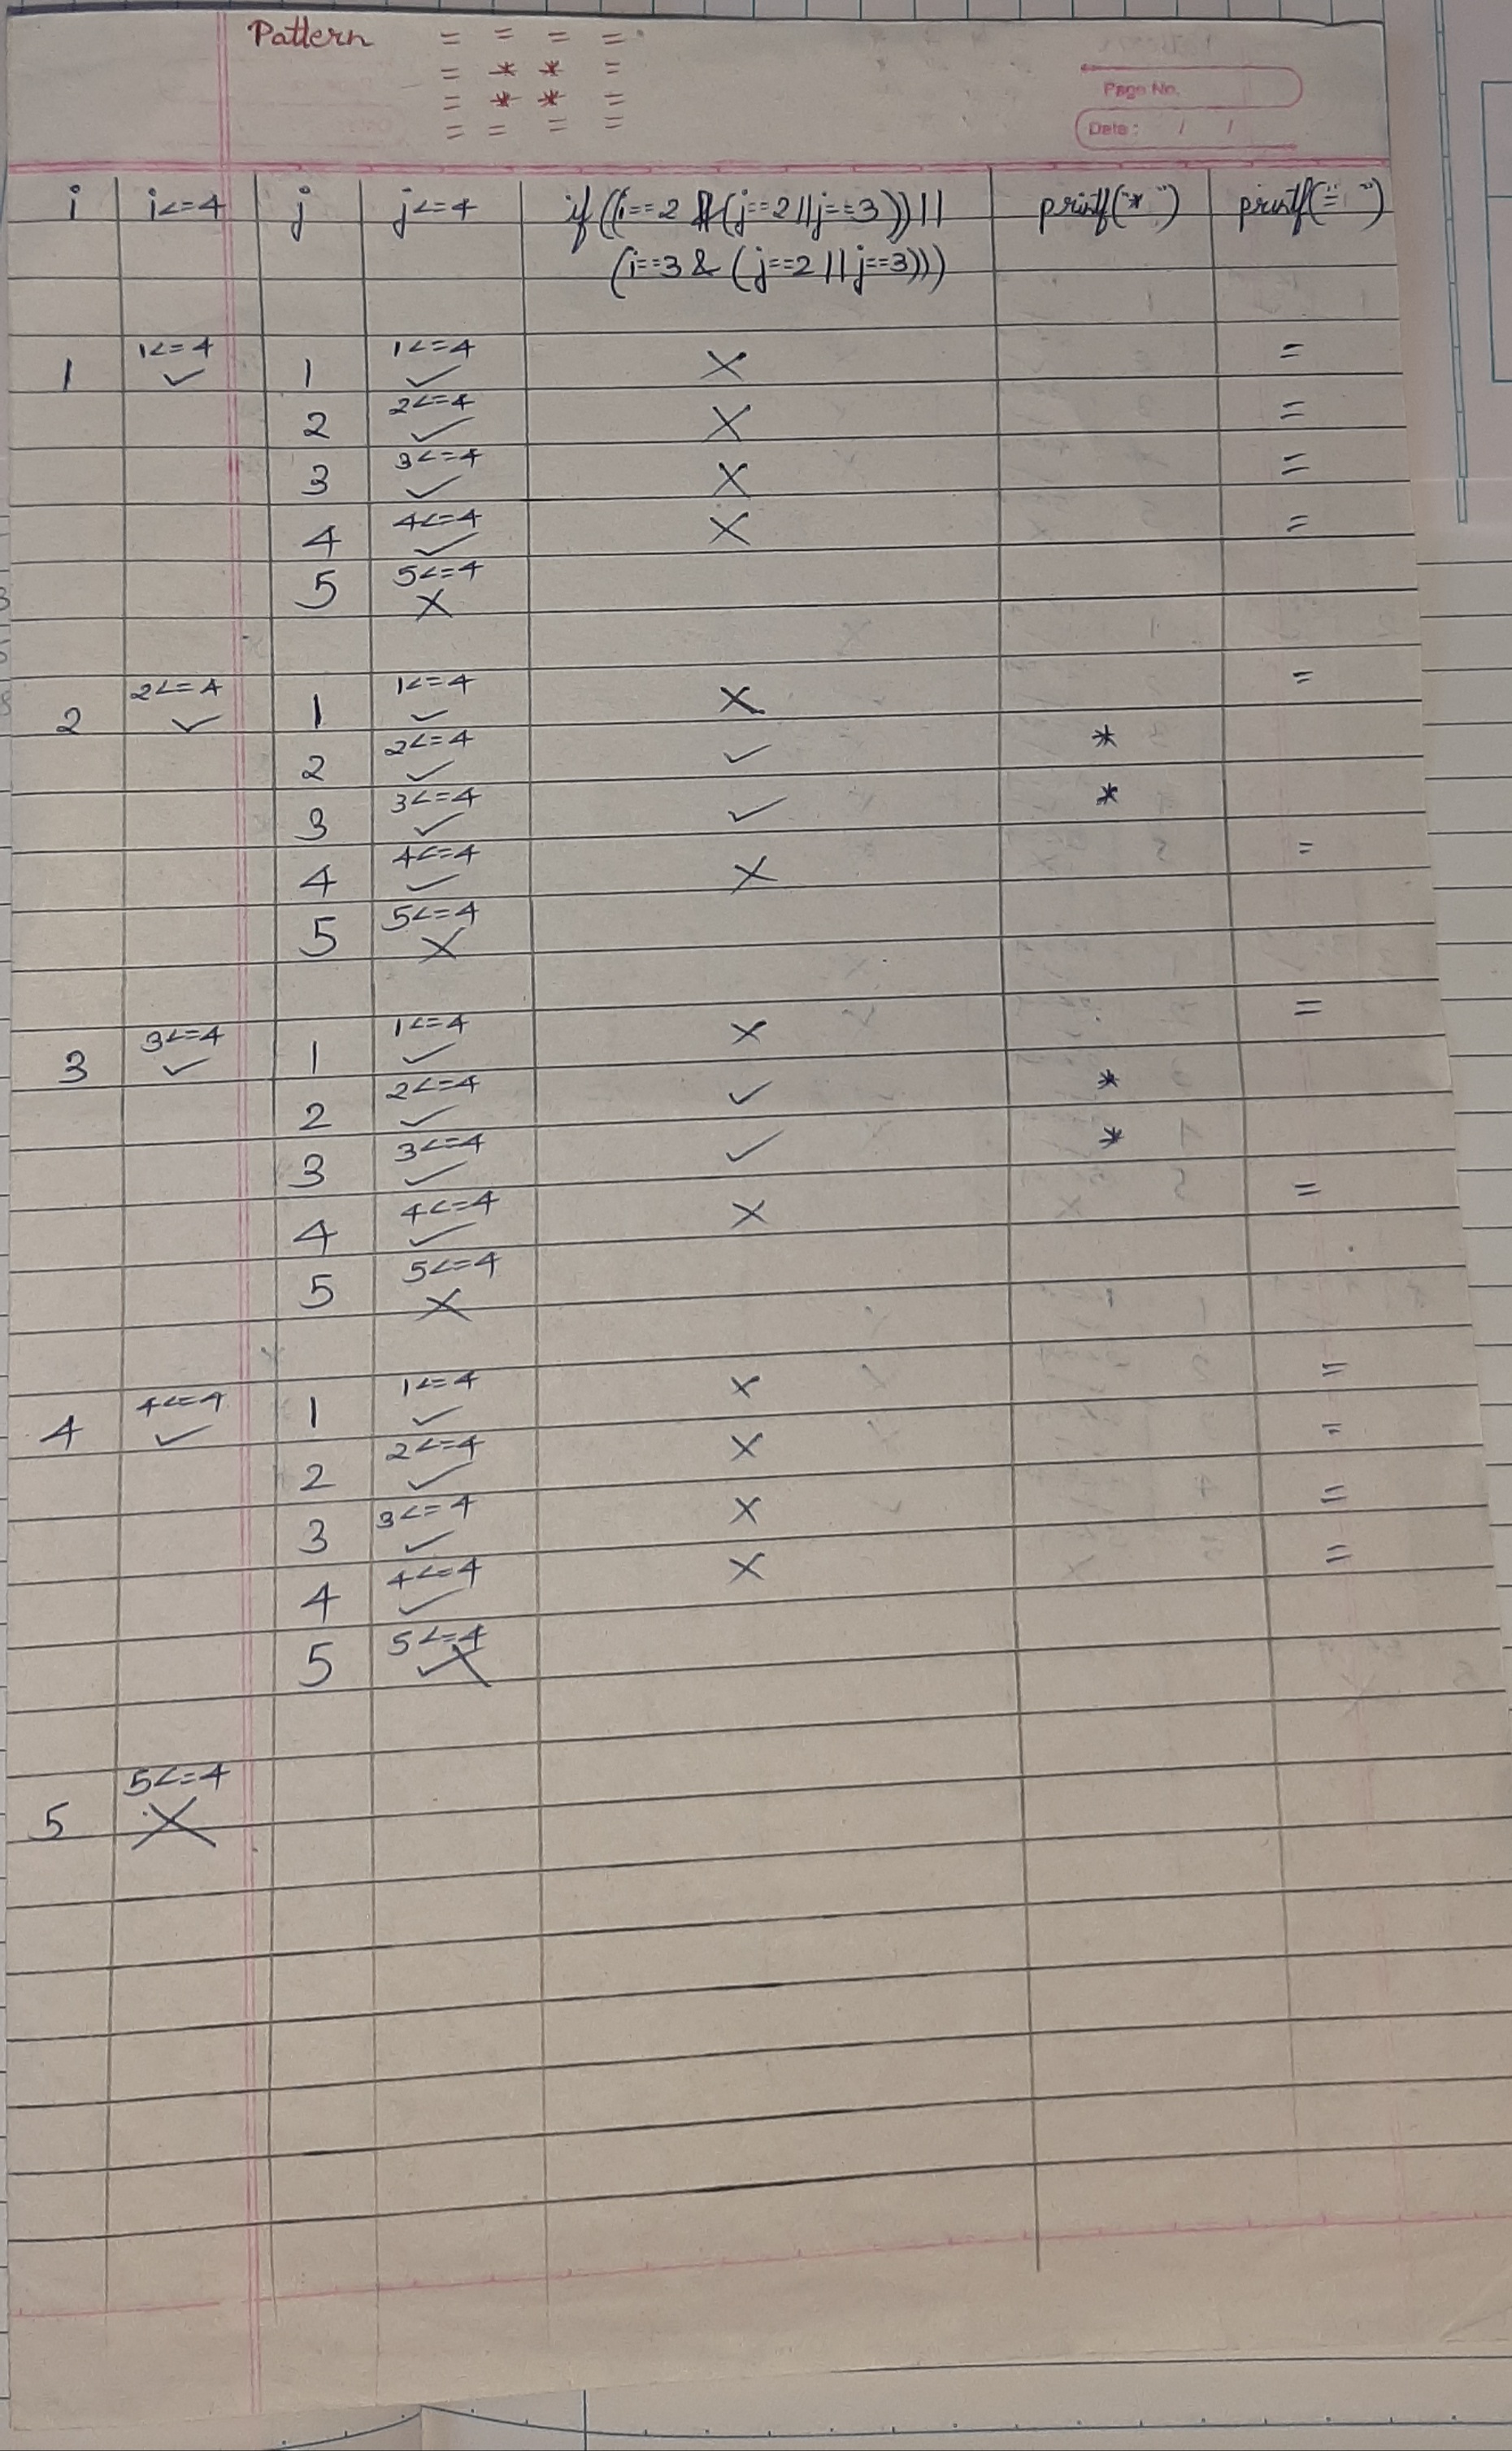 Pattern = = = =
= * * =
= * * =
= = = =
Page No.
Date: / /
i i<=4 j j<=4 if((i==2 && (j==2||j==3))|| printf("* ") printf("= ")
(i==3 & (j==2||j==3)))
1<=4 1<=4
1 ✓ 1 ✓ X =
2<=4
2 ✓ X =
3<=4
3 ✓ X =
4<=4
4 ✓ X =
5<=4
5 X
2<=4 1<=4
2 ✓ 1 ✓ X =
2<=4
2 ✓ ✓ *
3<=4
3 ✓ ✓ *
4<=4
4 ✓ X =
5<=4
5 X
3<=4 1<=4
3 ✓ 1 ✓ X =
2<=4
2 ✓ ✓ *
3<=4
3 ✓ ✓ *
4<=4
4 ✓ X =
5<=4
5 X
4<=4 1<=4
4 ✓ 1 ✓ X =
2<=4
2 ✓ X =
3<=4
3 ✓ X =
4<=4
4 ✓ X =
5<=4
5 X
5<=4
5 X